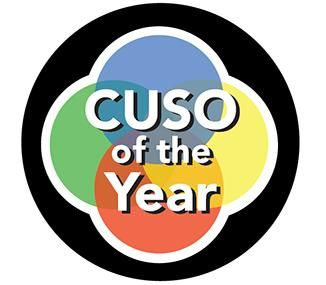 CUSO
of the
Year